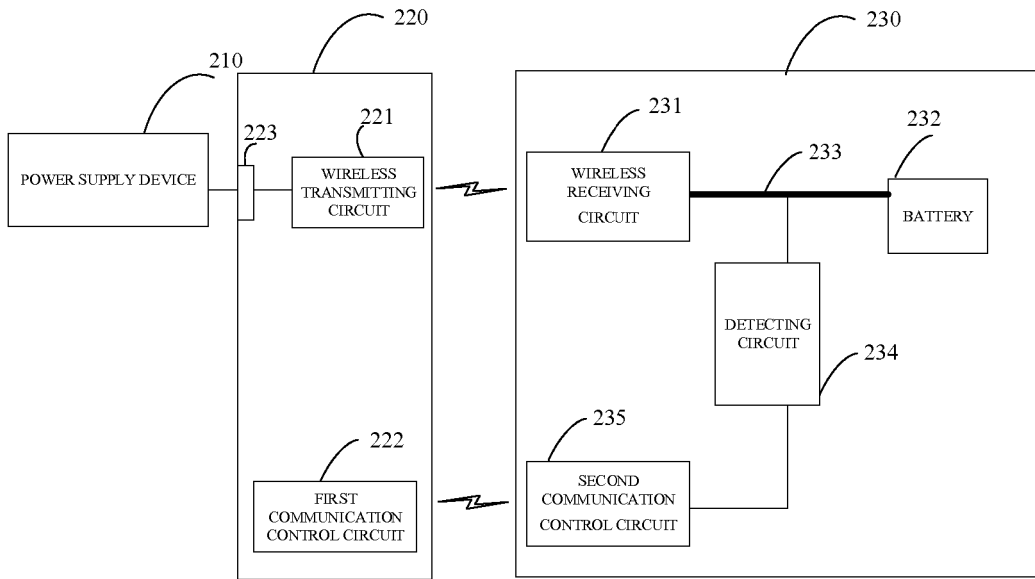 220
230
210
223
221
231
232
233
POWER SUPPLY DEVICE
WIRELESS
TRANSMITTING
CIRCUIT
WIRELESS
RECEIVING
CIRCUIT
BATTERY
DETECTING
CIRCUIT
234
222
235
FIRST
COMMUNICATION
CONTROL CIRCUIT
SECOND
COMMUNICATION
CONTROL CIRCUIT